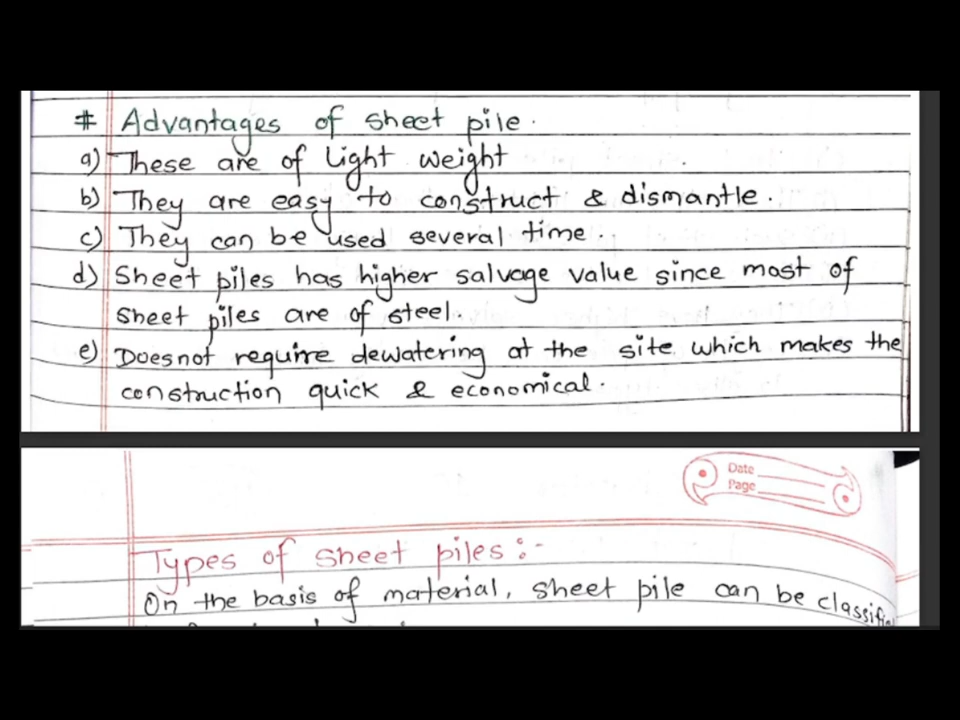 # Advantages of sheet pile.
a) These are of light weight
b) They are easy to construct & dismantle.
c) They can be used several time
d) Sheet piles has higher salvage value since most of
sheet piles are of steel.
e) Does not require dewatering at the site which makes the
construction quick & economical.
Date
Page
Types of sheet piles :-
On the basis of material, sheet pile can be